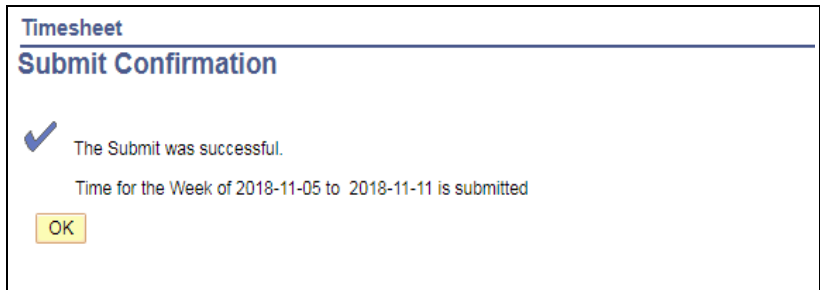 Timesheet
Submit Confirmation
The Submit was successful.
Time for the Week of 2018-11-05 to 2018-11-11 is submitted
OK